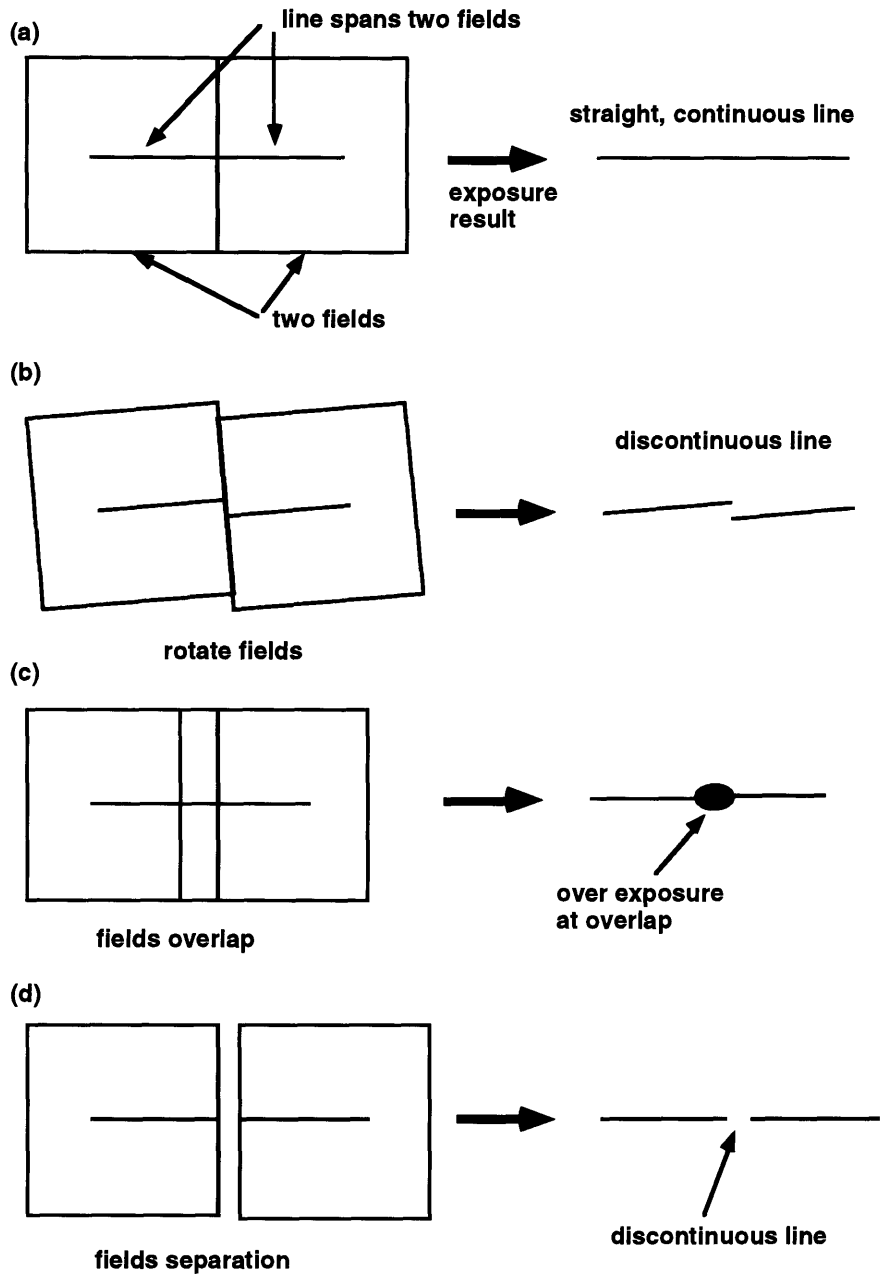 (a)
line spans two fields
straight, continuous line
exposure
result
two fields
(b)
discontinuous line
rotate fields
(c)
over exposure
at overlap
fields overlap
(d)
discontinuous line
fields separation